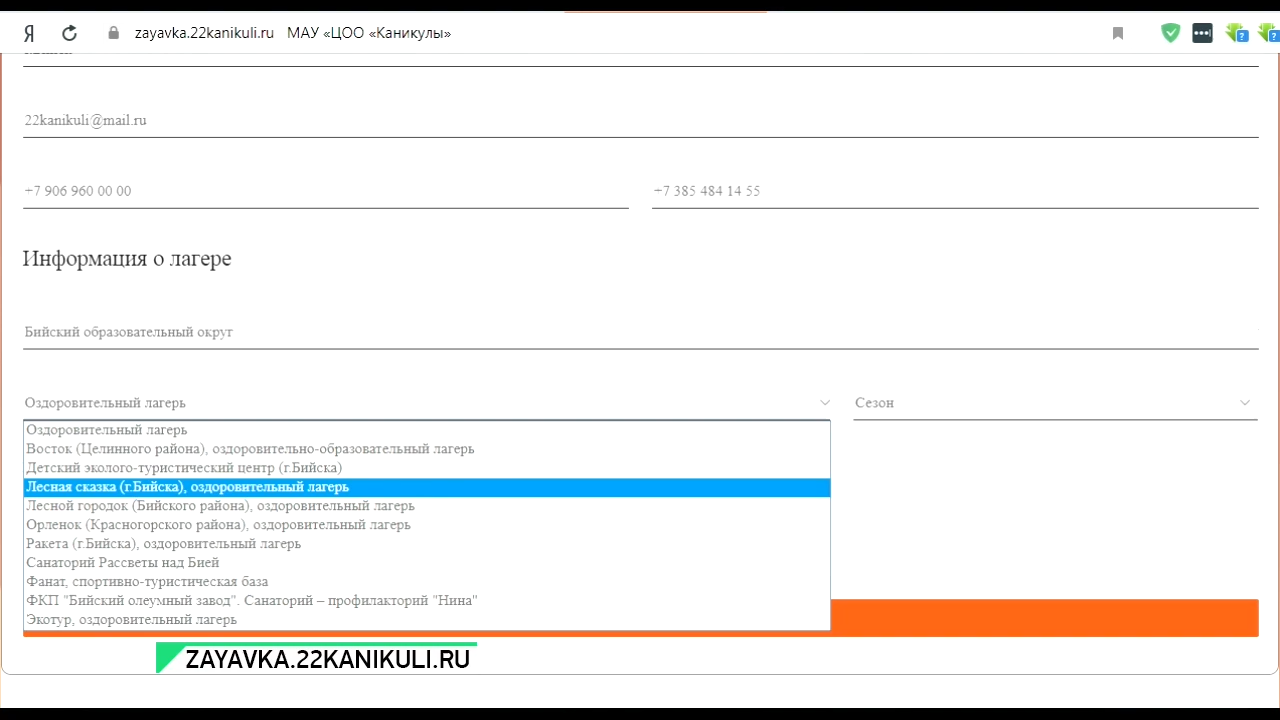 Я
zayavka.22kanikuli.ru МАУ «ЦОО «Каникулы»
22kanikuli@mail.ru
+7 906 960 00 00
+7 385 484 14 55
Информация о лагере
Бийский образовательный округ
Оздоровительный лагерь
Сезон
Оздоровительный лагерь
Восток (Целинного района), оздоровительно-образовательный лагерь
Детский эколого-туристический центр (г.Бийска)
Лесная сказка (г.Бийска), оздоровительный лагерь
Лесной городок (Бийского района), оздоровительный лагерь
Орленок (Красногорского района), оздоровительный лагерь
Ракета (г.Бийска), оздоровительный лагерь
Санаторий Рассветы над Бией
Фанат, спортивно-туристическая база
ФКП "Бийский олеумный завод". Санаторий – профилакторий "Нина"
Экотур, оздоровительный лагерь
ZAYAVKA.22KANIKULI.RU